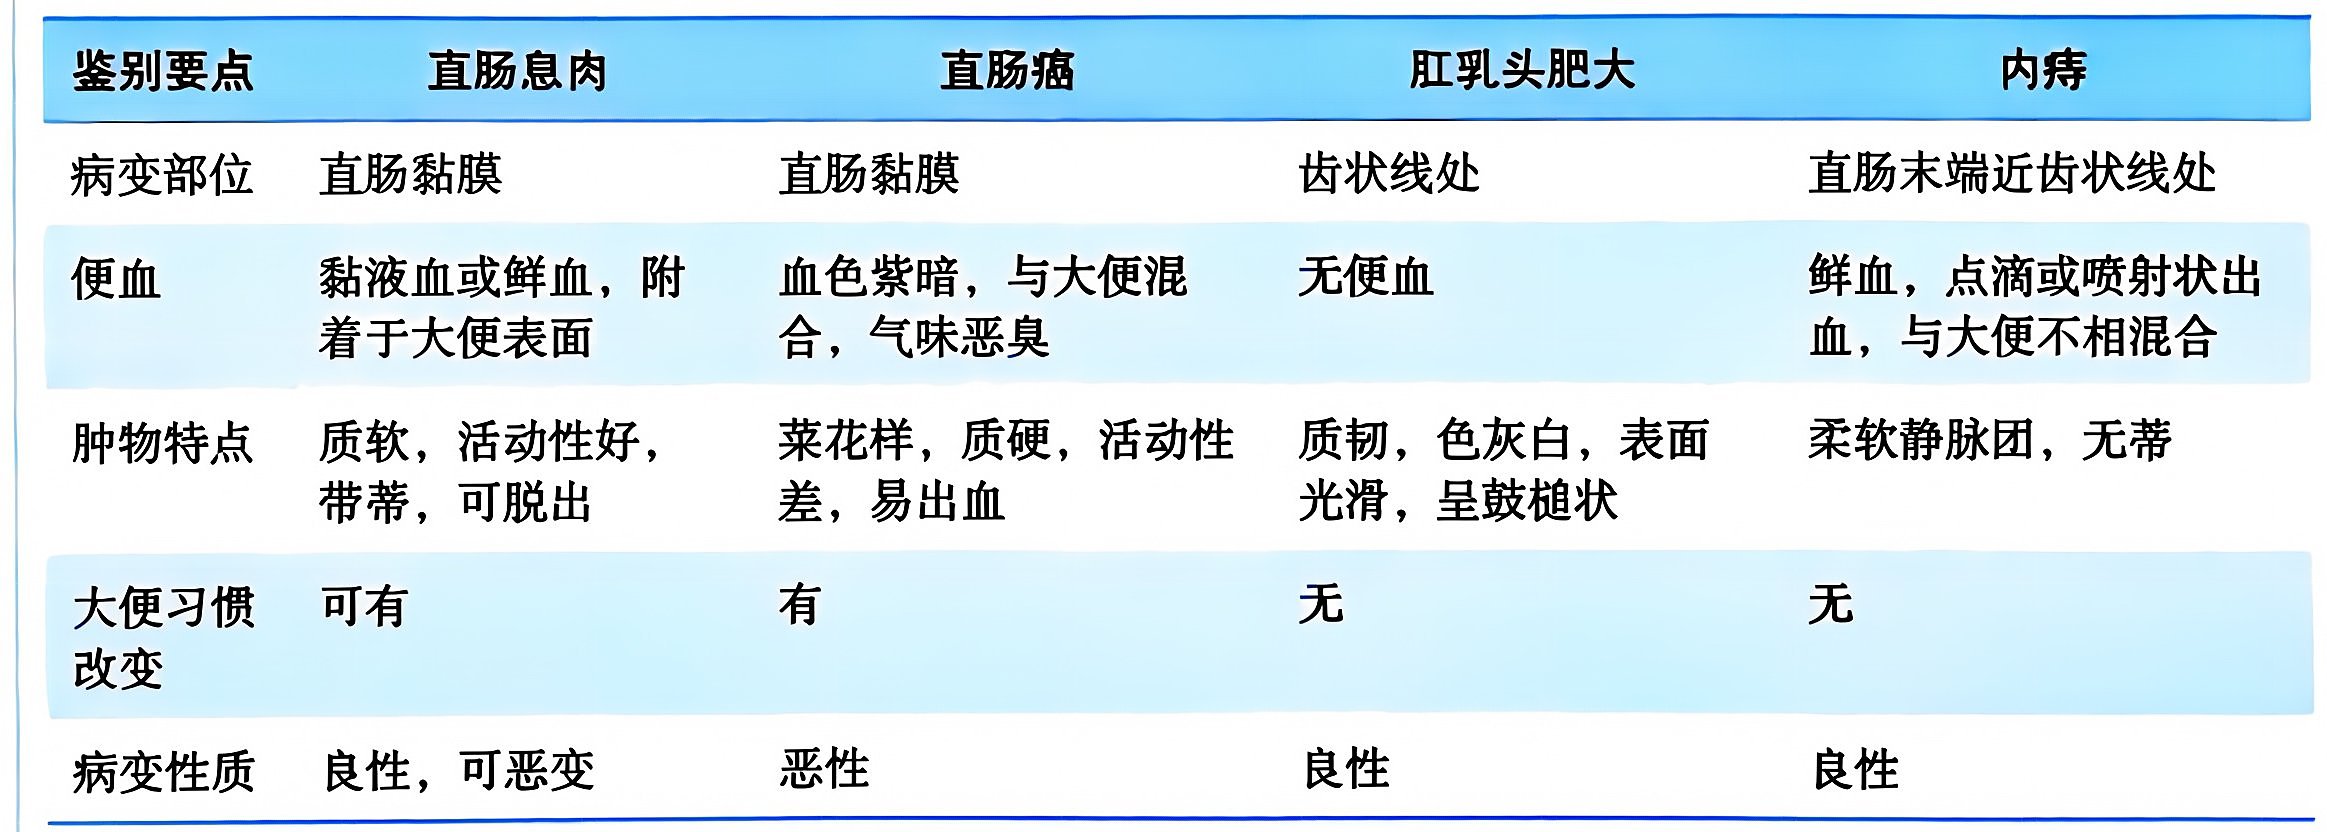 鉴别要点 直肠息肉 直肠癌 肛乳头肥大 内痔
病变部位 直肠黏膜 直肠黏膜 齿状线处 直肠末端近齿状线处
便血 黏液血或鲜血，附 血色紫暗，与大便混 无便血 鲜血，点滴或喷射状出
着于大便表面 合，气味恶臭 血，与大便不相混合
肿物特点 质软，活动性好， 菜花样，质硬，活动性 质韧，色灰白，表面 柔软静脉团，无蒂
带蒂，可脱出 差，易出血 光滑，呈鼓槌状
大便习惯 可有 有 无 无
改变
病变性质 良性，可恶变 恶性 良性 良性